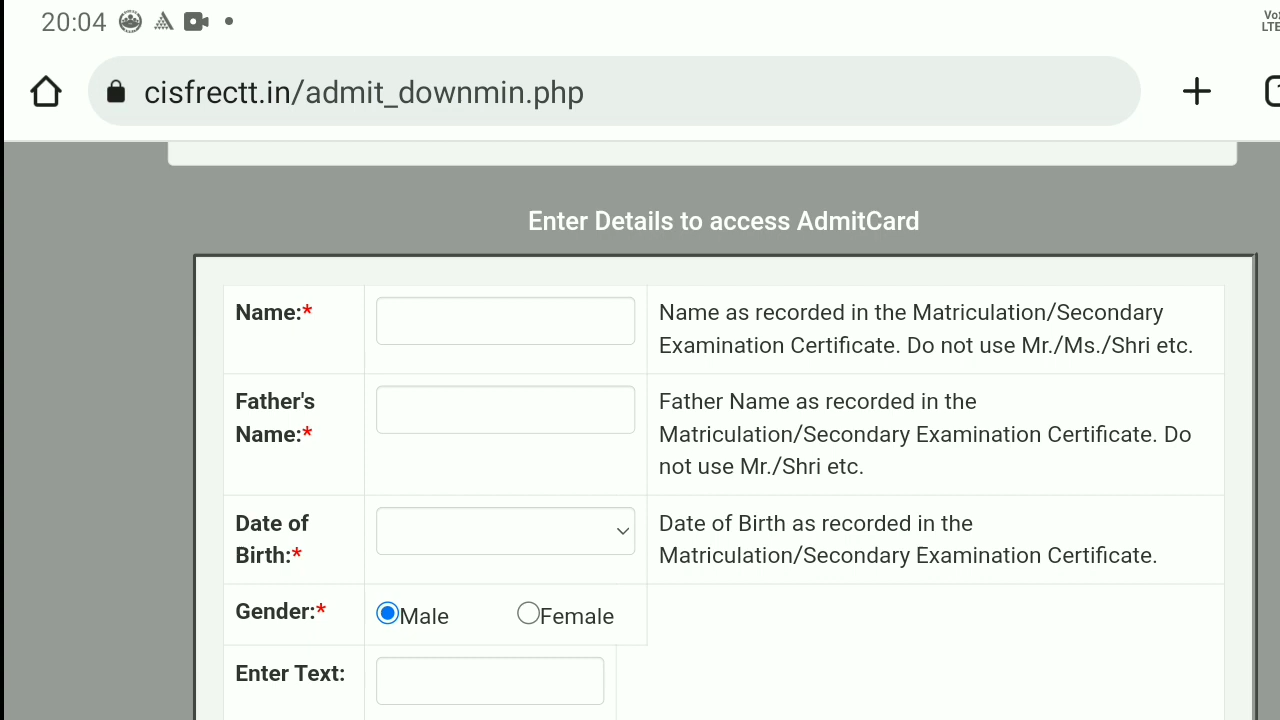 20:04
Vo
LTE
cisfrectt.in/admit_downmin.php
Enter Details to access AdmitCard
Name:*
Name as recorded in the Matriculation/Secondary
Examination Certificate. Do not use Mr./Ms./Shri etc.
Father's
Name:*
Father Name as recorded in the
Matriculation/Secondary Examination Certificate. Do
not use Mr./Shri etc.
Date of
Birth:*
Date of Birth as recorded in the
Matriculation/Secondary Examination Certificate.
Gender:*
Male Female
Enter Text: